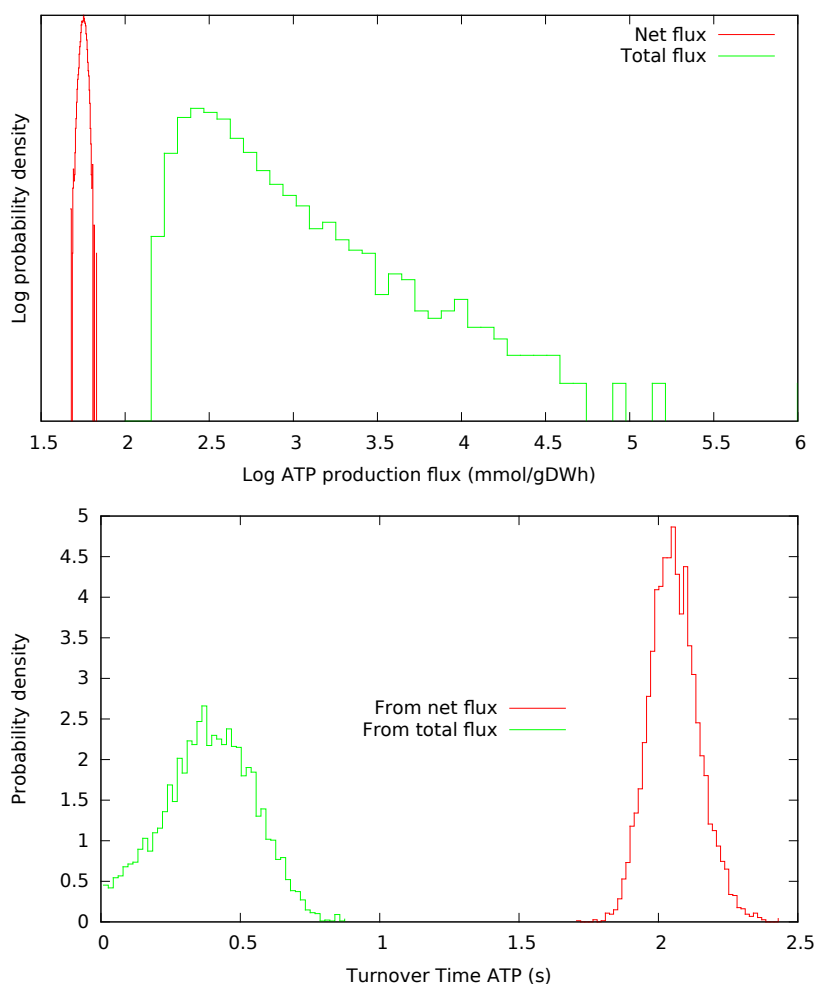 Net flux
Total flux
Log probability density
1.5 2 2.5 3 3.5 4 4.5 5 5.5 6
Log ATP production flux (mmol/gDWh)
5
4.5
4
3.5
3
2.5
2
1.5
1
0.5
0
Probability density
From net flux
From total flux
0 0.5 1 1.5 2 2.5
Turnover Time ATP (s)